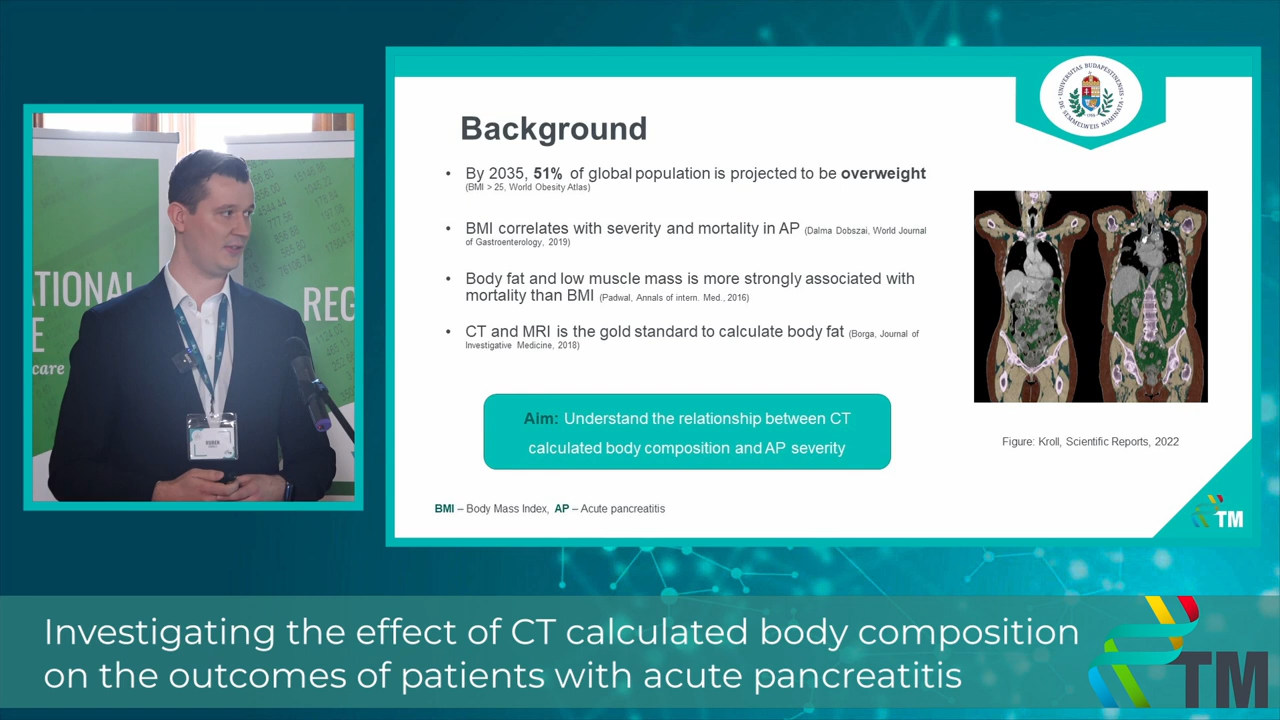 ATIONAL
E
care
REG
Background
• By 2035, 51% of global population is projected to be overweight
(BMI > 25, World Obesity Atlas)
• BMI correlates with severity and mortality in AP (Dalma Dobszai, World Journal
of Gastroenterology, 2019)
• Body fat and low muscle mass is more strongly associated with
mortality than BMI (Padwal, Annals of intern. Med., 2016)
• CT and MRI is the gold standard to calculate body fat (Borga, Journal of
Investigative Medicine, 2018)
Aim: Understand the relationship between CT
calculated body composition and AP severity
BMI – Body Mass Index, AP – Acute pancreatitis
UNIVERSITAS BUDAPESTINENSIS
DE SEMMELWEIS NOMINATA
Figure: Kroll, Scientific Reports, 2022
TM
Investigating the effect of CT calculated body composition
on the outcomes of patients with acute pancreatitis
TM